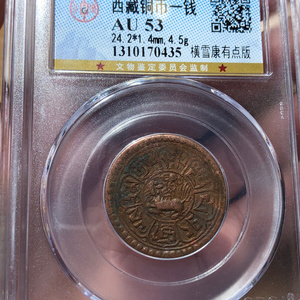 西藏铜币一钱
AU 53
24.2*1.4mm,4.5g
1310170435 横雪康有点版
★ 文物鉴定委员会监制 ★